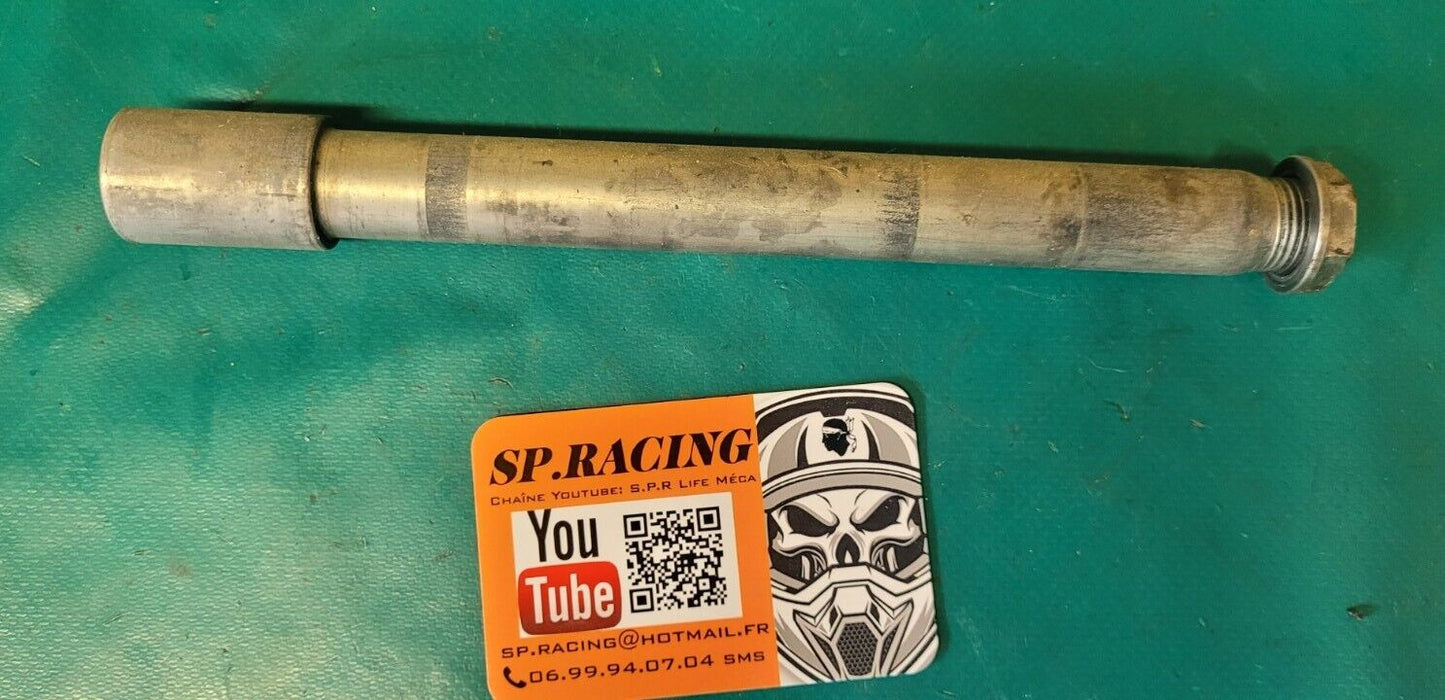 SP.RACING
Chaîne Youtube: S.P.R Life Méca
You
Tube
SP.RACING@HOTMAIL.FR
06.99.94.07.04 SMS